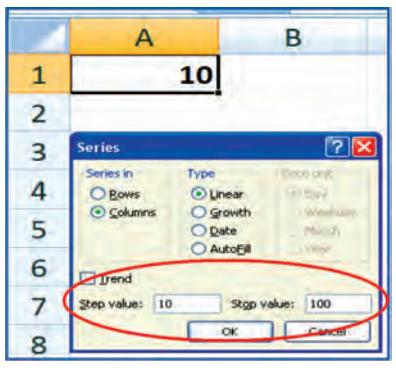 A B
1 10
2
3
4
5
6
7
8
Series
Series in Type Date unit
Rows Linear Day
Columns Growth Weekday
Date Month
AutoFill Year
Trend
Step value: 10 Stop value: 100
OK Cancel